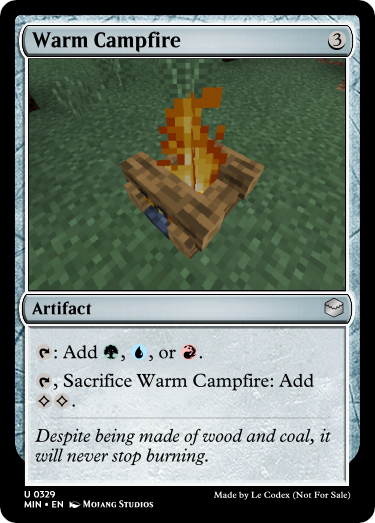 Warm Campfire 3
Artifact
: Add , , or .
, Sacrifice Warm Campfire: Add
.
Despite being made of wood and coal, it
will never stop burning.
U 0329
MIN • EN Mojang Studios
Made by Le Codex (Not For Sale)